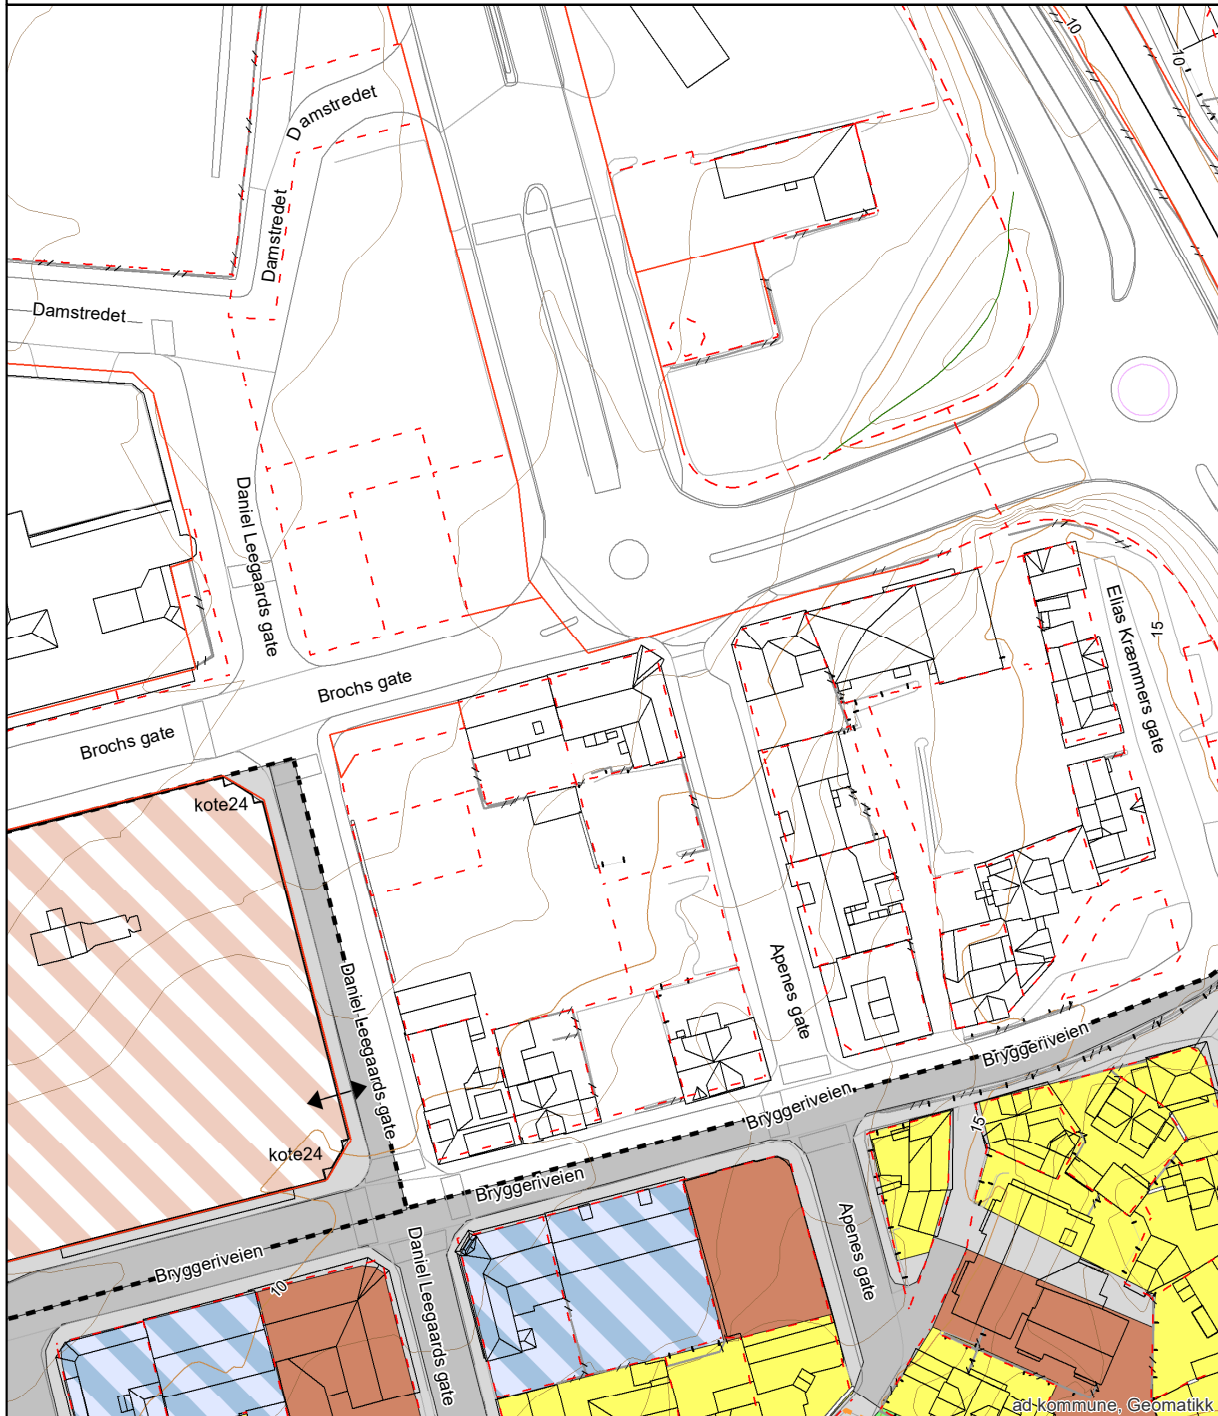 10
10
Damstredet
Damstredet
Damstredet
Daniel Leegaards gate
Elias Kræmmers gate
15
Brochs gate
Brochs gate
kote24
Daniel Leegaards gate
Apenes gate
Bryggeriveien
Bryggeriveien
15
kote24
Bryggeriveien
Apenes gate
Bryggeriveien
Daniel Leegaards gate
10
ad kommune, Geomatikk